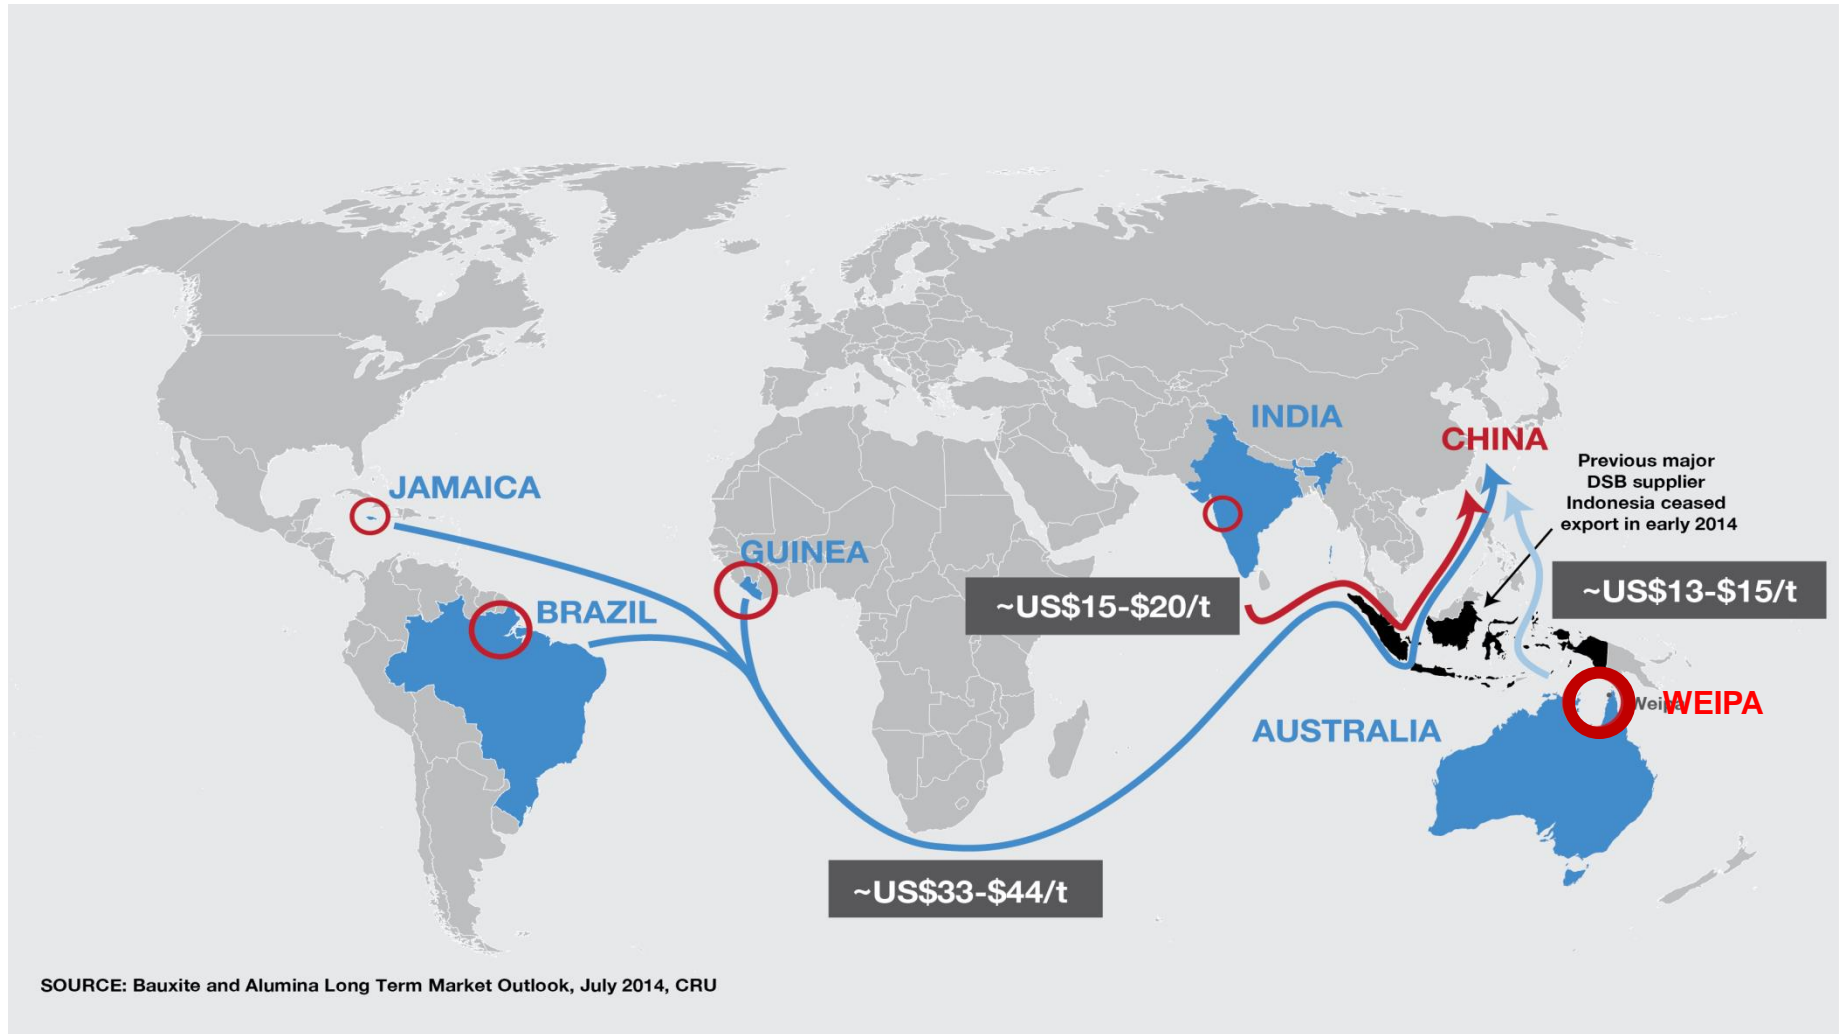 INDIA
CHINA
Previous major
DSB supplier
Indonesia ceased
export in early 2014
JAMAICA
GUINEA
BRAZIL
~US$15-$20/t
~US$13-$15/t
Weipa
WEIPA
AUSTRALIA
~US$33-$44/t
SOURCE: Bauxite and Alumina Long Term Market Outlook, July 2014, CRU